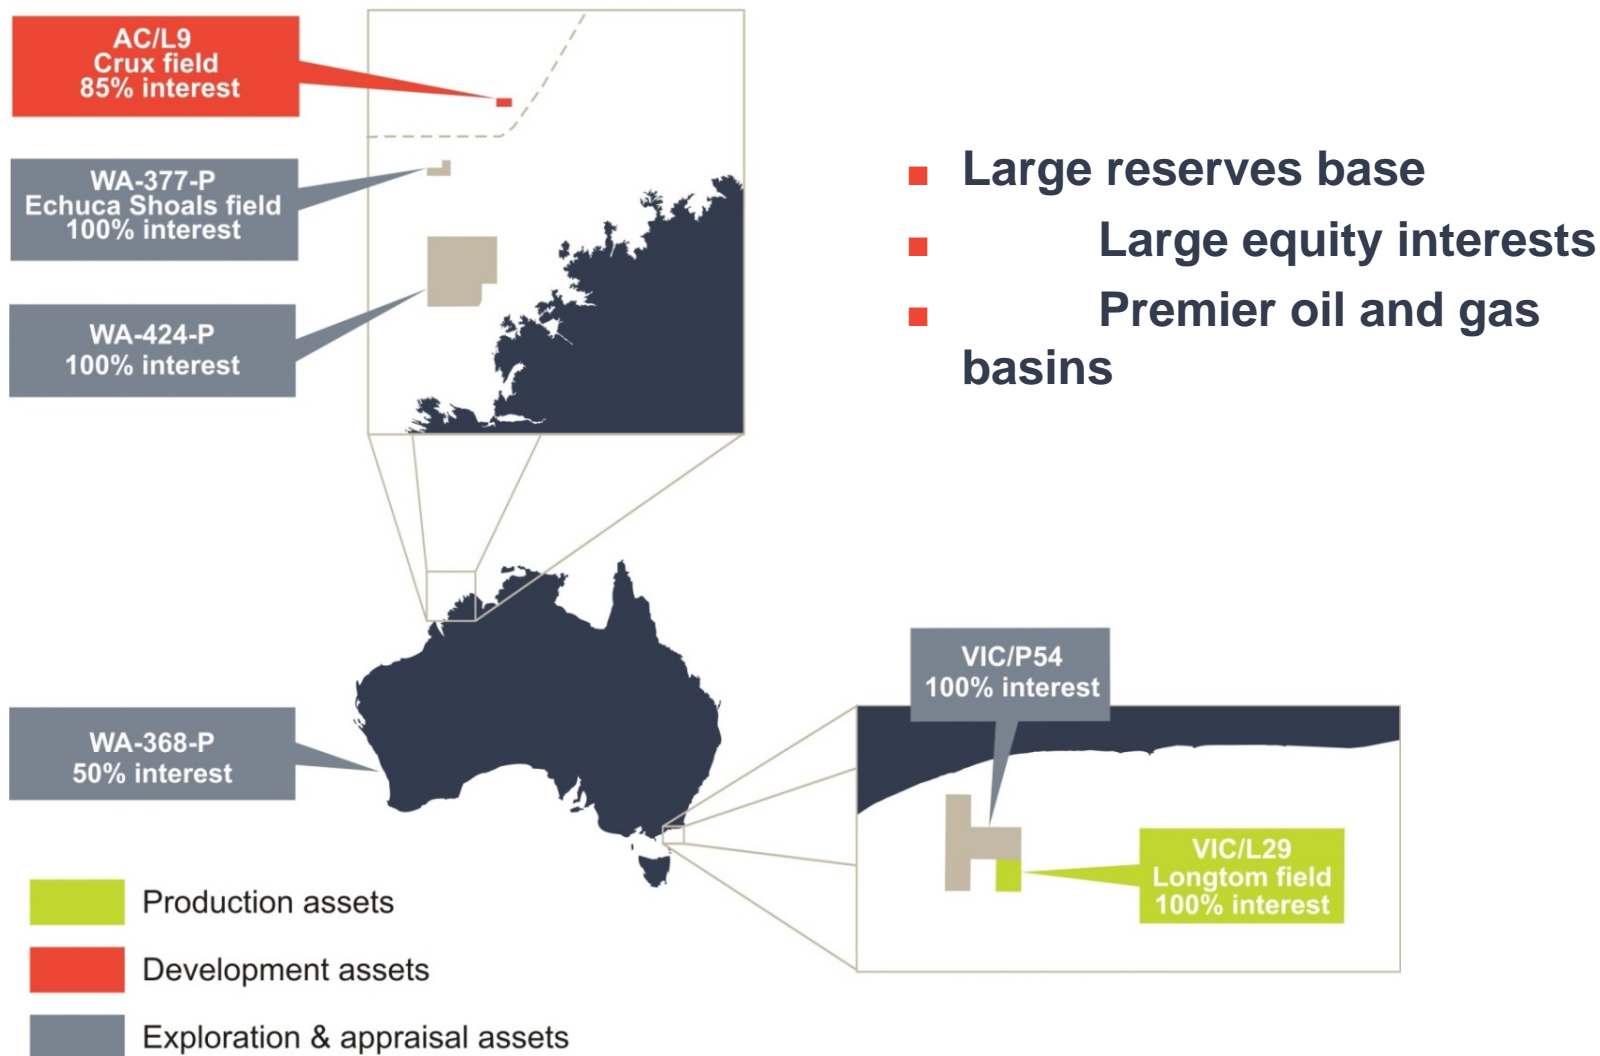 AC/L9
Crux field
85% interest
WA-377-P
Echuca Shoals field
100% interest
WA-424-P
100% interest
Large reserves base
Large equity interests
Premier oil and gas
basins
WA-368-P
50% interest
VIC/P54
100% interest
VIC/L29
Longtom field
100% interest
Production assets
Development assets
Exploration & appraisal assets